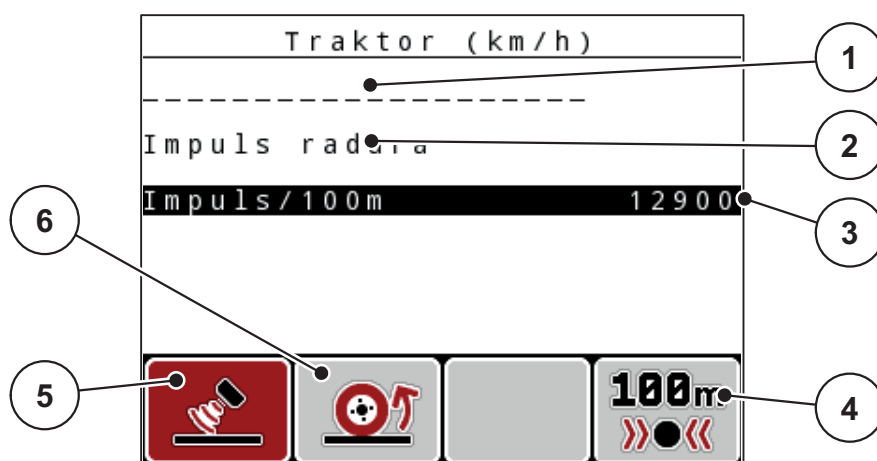 Traktor (km/h)
1
--------------------
Impuls radara
2
Impuls/100m 12900
3
6
5
100m
4